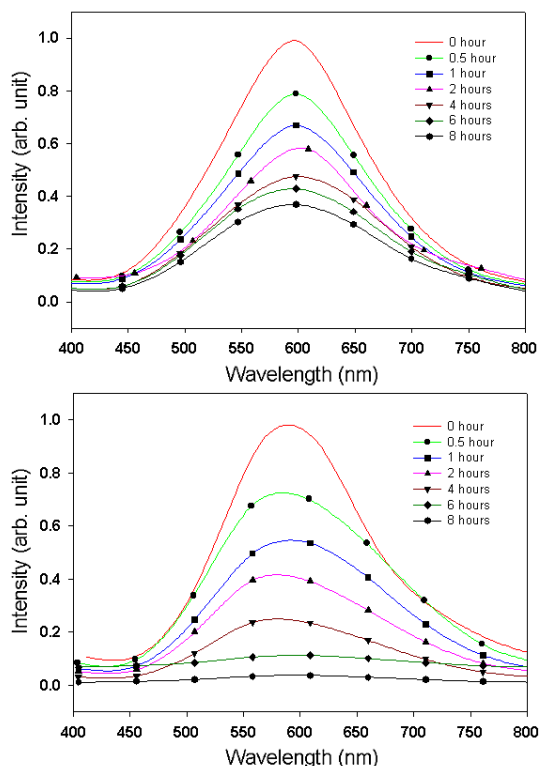 Intensity (arb. unit)
1.0
0.8
0.6
0.4
0.2
0.0
0 hour
0.5 hour
1 hour
2 hours
4 hours
6 hours
8 hours
400 450 500 550 600 650 700 750 800
Wavelength (nm)
Intensity (arb. unit)
1.0
0.8
0.6
0.4
0.2
0.0
0 hour
0.5 hour
1 hour
2 hours
4 hours
6 hours
8 hours
400 450 500 550 600 650 700 750 800
Wavelength (nm)